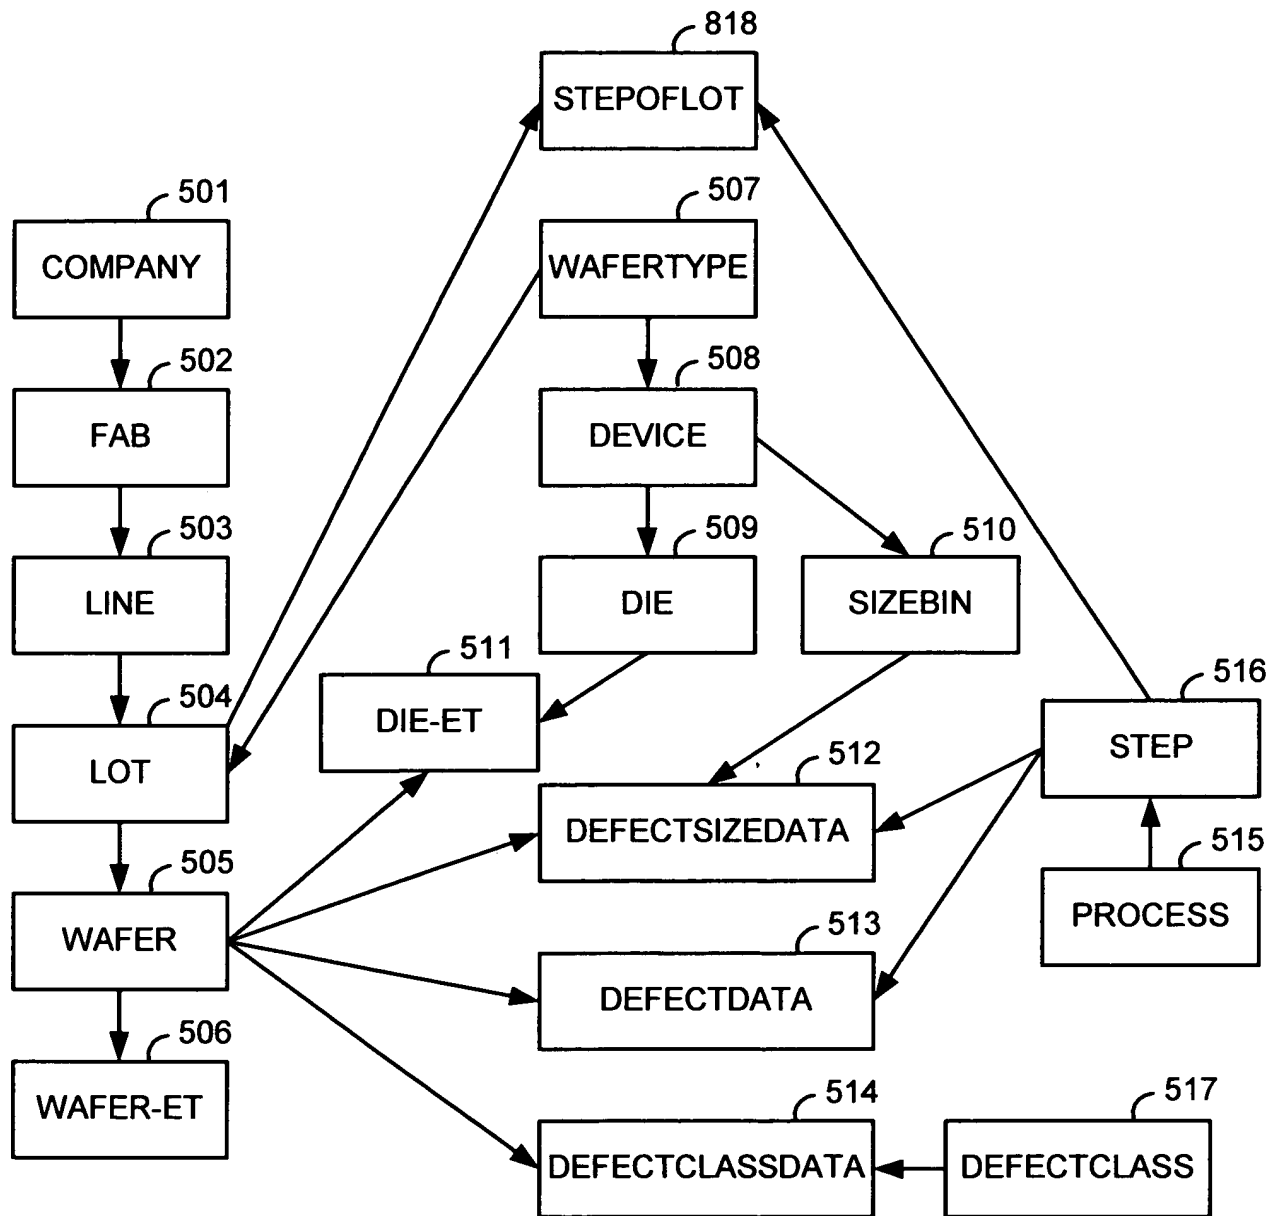 818
STEPOFLOT
501
COMPANY
507
WAFERTYPE
502
FAB
508
DEVICE
503
LINE
509
DIE
510
SIZEBIN
504
LOT
511
DIE-ET
516
STEP
512
DEFECTSIZEDATA
505
WAFER
515
PROCESS
513
DEFECTDATA
506
WAFER-ET
514
DEFECTCLASSDATA
517
DEFECTCLASS